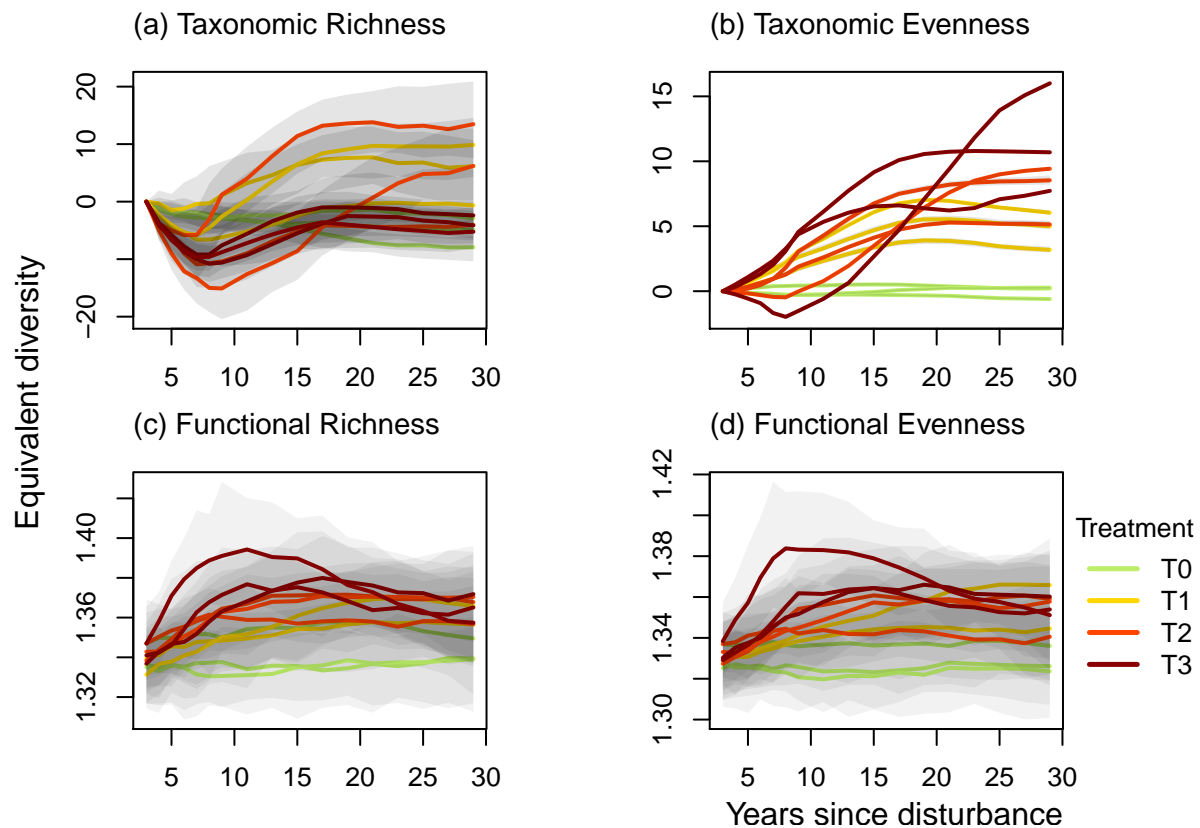 (a) Taxonomic Richness
(b) Taxonomic Evenness
20
10
0
−20
5 10 15 20 25 30
15
10
5
0
5 10 15 20 25 30
Equivalent diversity
(c) Functional Richness
(d) Functional Evenness
1.40
1.36
1.32
5 10 15 20 25 30
1.42
1.38
1.34
1.30
5 10 15 20 25 30
Treatment
T0
T1
T2
T3
Years since disturbance